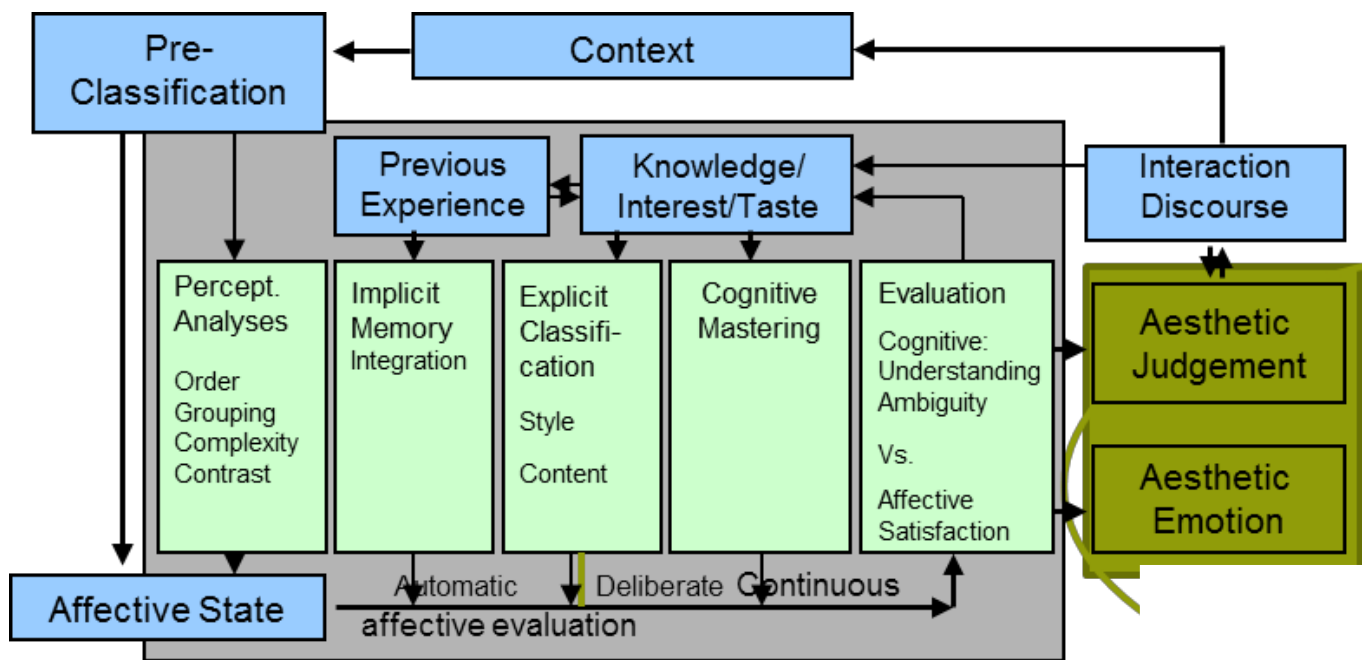 Pre-
Classification
Context
Previous
Experience
Knowledge/
Interest/Taste
Interaction
Discourse
Percept.
Analyses
Order
Grouping
Complexity
Contrast
Implicit
Memory
Integration
Explicit
Classifi-
cation
Style
Content
Cognitive
Mastering
Evaluation
Cognitive:
Understanding
Ambiguity
Vs.
Affective
Satisfaction
Aesthetic
Judgement
Aesthetic
Emotion
Affective State
Automatic Deliberate Continuous
affective evaluation